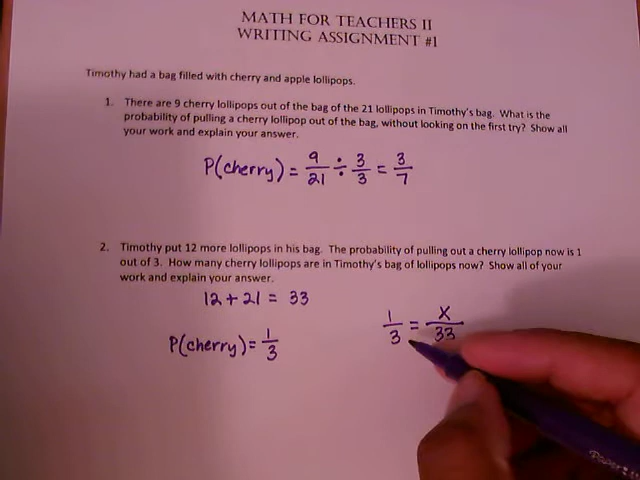 MATH FOR TEACHERS II
WRITING ASSIGNMENT #1
Timothy had a bag filled with cherry and apple lollipops.
1. There are 9 cherry lollipops out of the bag of the 21 lollipops in Timothy's bag. What is the
probability of pulling a cherry lollipop out of the bag, without looking on the first try? Show all
your work and explain your answer.
P(cherry) = 9/21 ÷ 3/3 = 3/7
2. Timothy put 12 more lollipops in his bag. The probability of pulling out a cherry lollipop now is 1
out of 3. How many cherry lollipops are in Timothy's bag of lollipops now? Show all of your
work and explain your answer.
12 + 21 = 33
P(cherry) = 1/3
1/3 = x/33